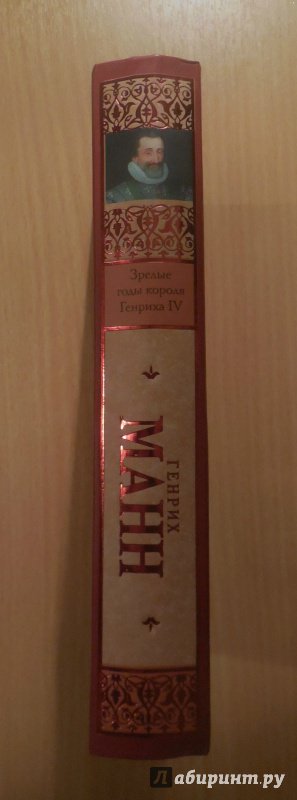 Зрелые
годы короля
Генриха IV
ГЕНРИХ
МАНН
Лабиринт.ру